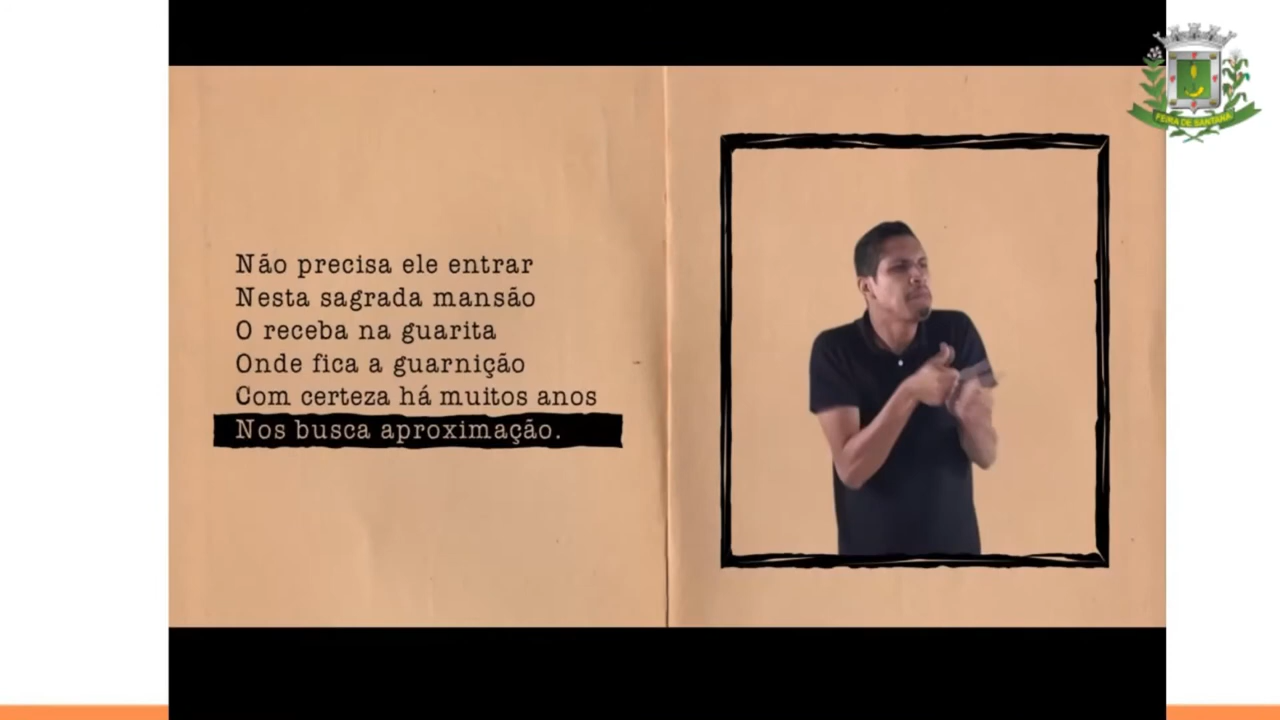 Não precisa ele entrar
Nesta sagrada mansão
O receba na guarita
Onde fica a guarnição
Com certeza há muitos anos
Nos busca aproximação.
FEIRA DE SANTANA